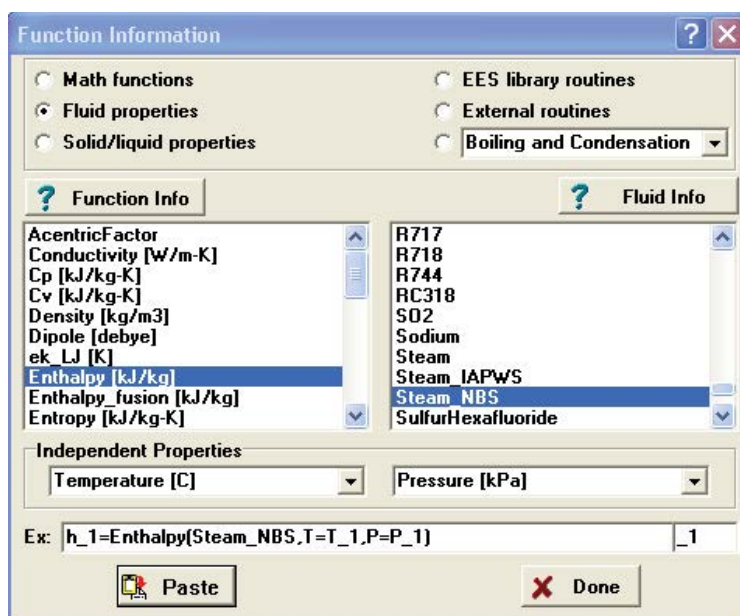 Function Information
Math functions
Fluid properties
Solid/liquid properties
EES library routines
External routines
Boiling and Condensation
? Function Info
? Fluid Info
AcentricFactor
Conductivity [W/m-K]
Cp [kJ/kg-K]
Cv [kJ/kg-K]
Density [kg/m3]
Dipole [debye]
ek_LJ [K]
Enthalpy [kJ/kg]
Enthalpy_fusion [kJ/kg]
Entropy [kJ/kg-K]
R717
R718
R744
RC318
SO2
Sodium
Steam
Steam_IAPWS
Steam_NBS
SulfurHexafluoride
Independent Properties
Temperature [C]
Pressure [kPa]
Ex: h_1=Enthalpy(Steam_NBS,T=T_1,P=P_1) _1
Paste
Done